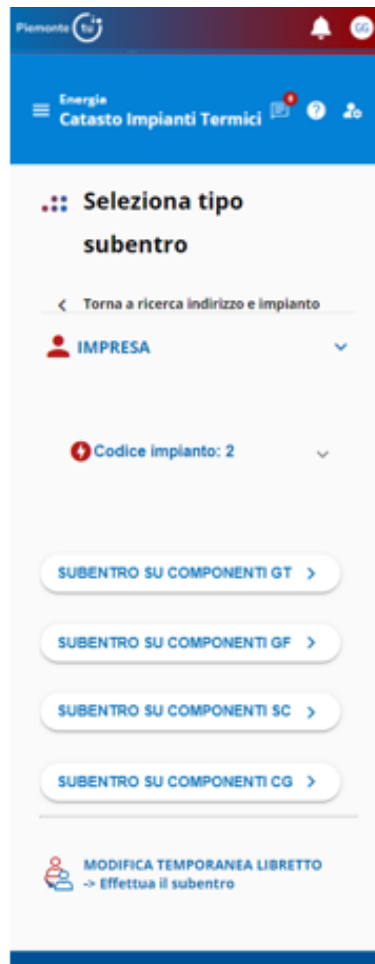 Piemonte tu
GG
Energia
Catasto Impianti Termici
Seleziona tipo
subentro
Torna a ricerca indirizzo e impianto
IMPRESA
Codice impianto: 2
SUBENTRO SU COMPONENTI GT
SUBENTRO SU COMPONENTI GF
SUBENTRO SU COMPONENTI SC
SUBENTRO SU COMPONENTI CG
MODIFICA TEMPORANEA LIBRETTO
-> Effettua il subentro